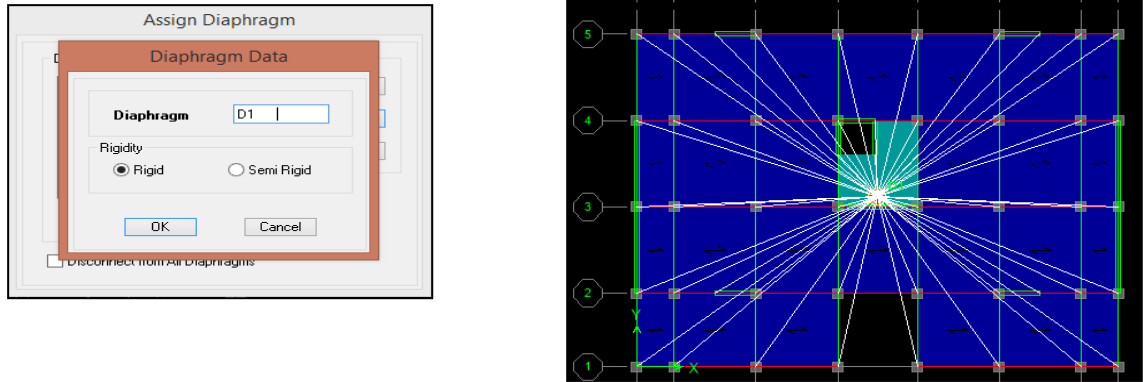 Assign Diaphragm
Diaphragm Data
Diaphragm D1
Rigidity
Rigid Semi Rigid
OK Cancel
Disconnect from All Diaphragms
5
4
3
2
1
Y
X